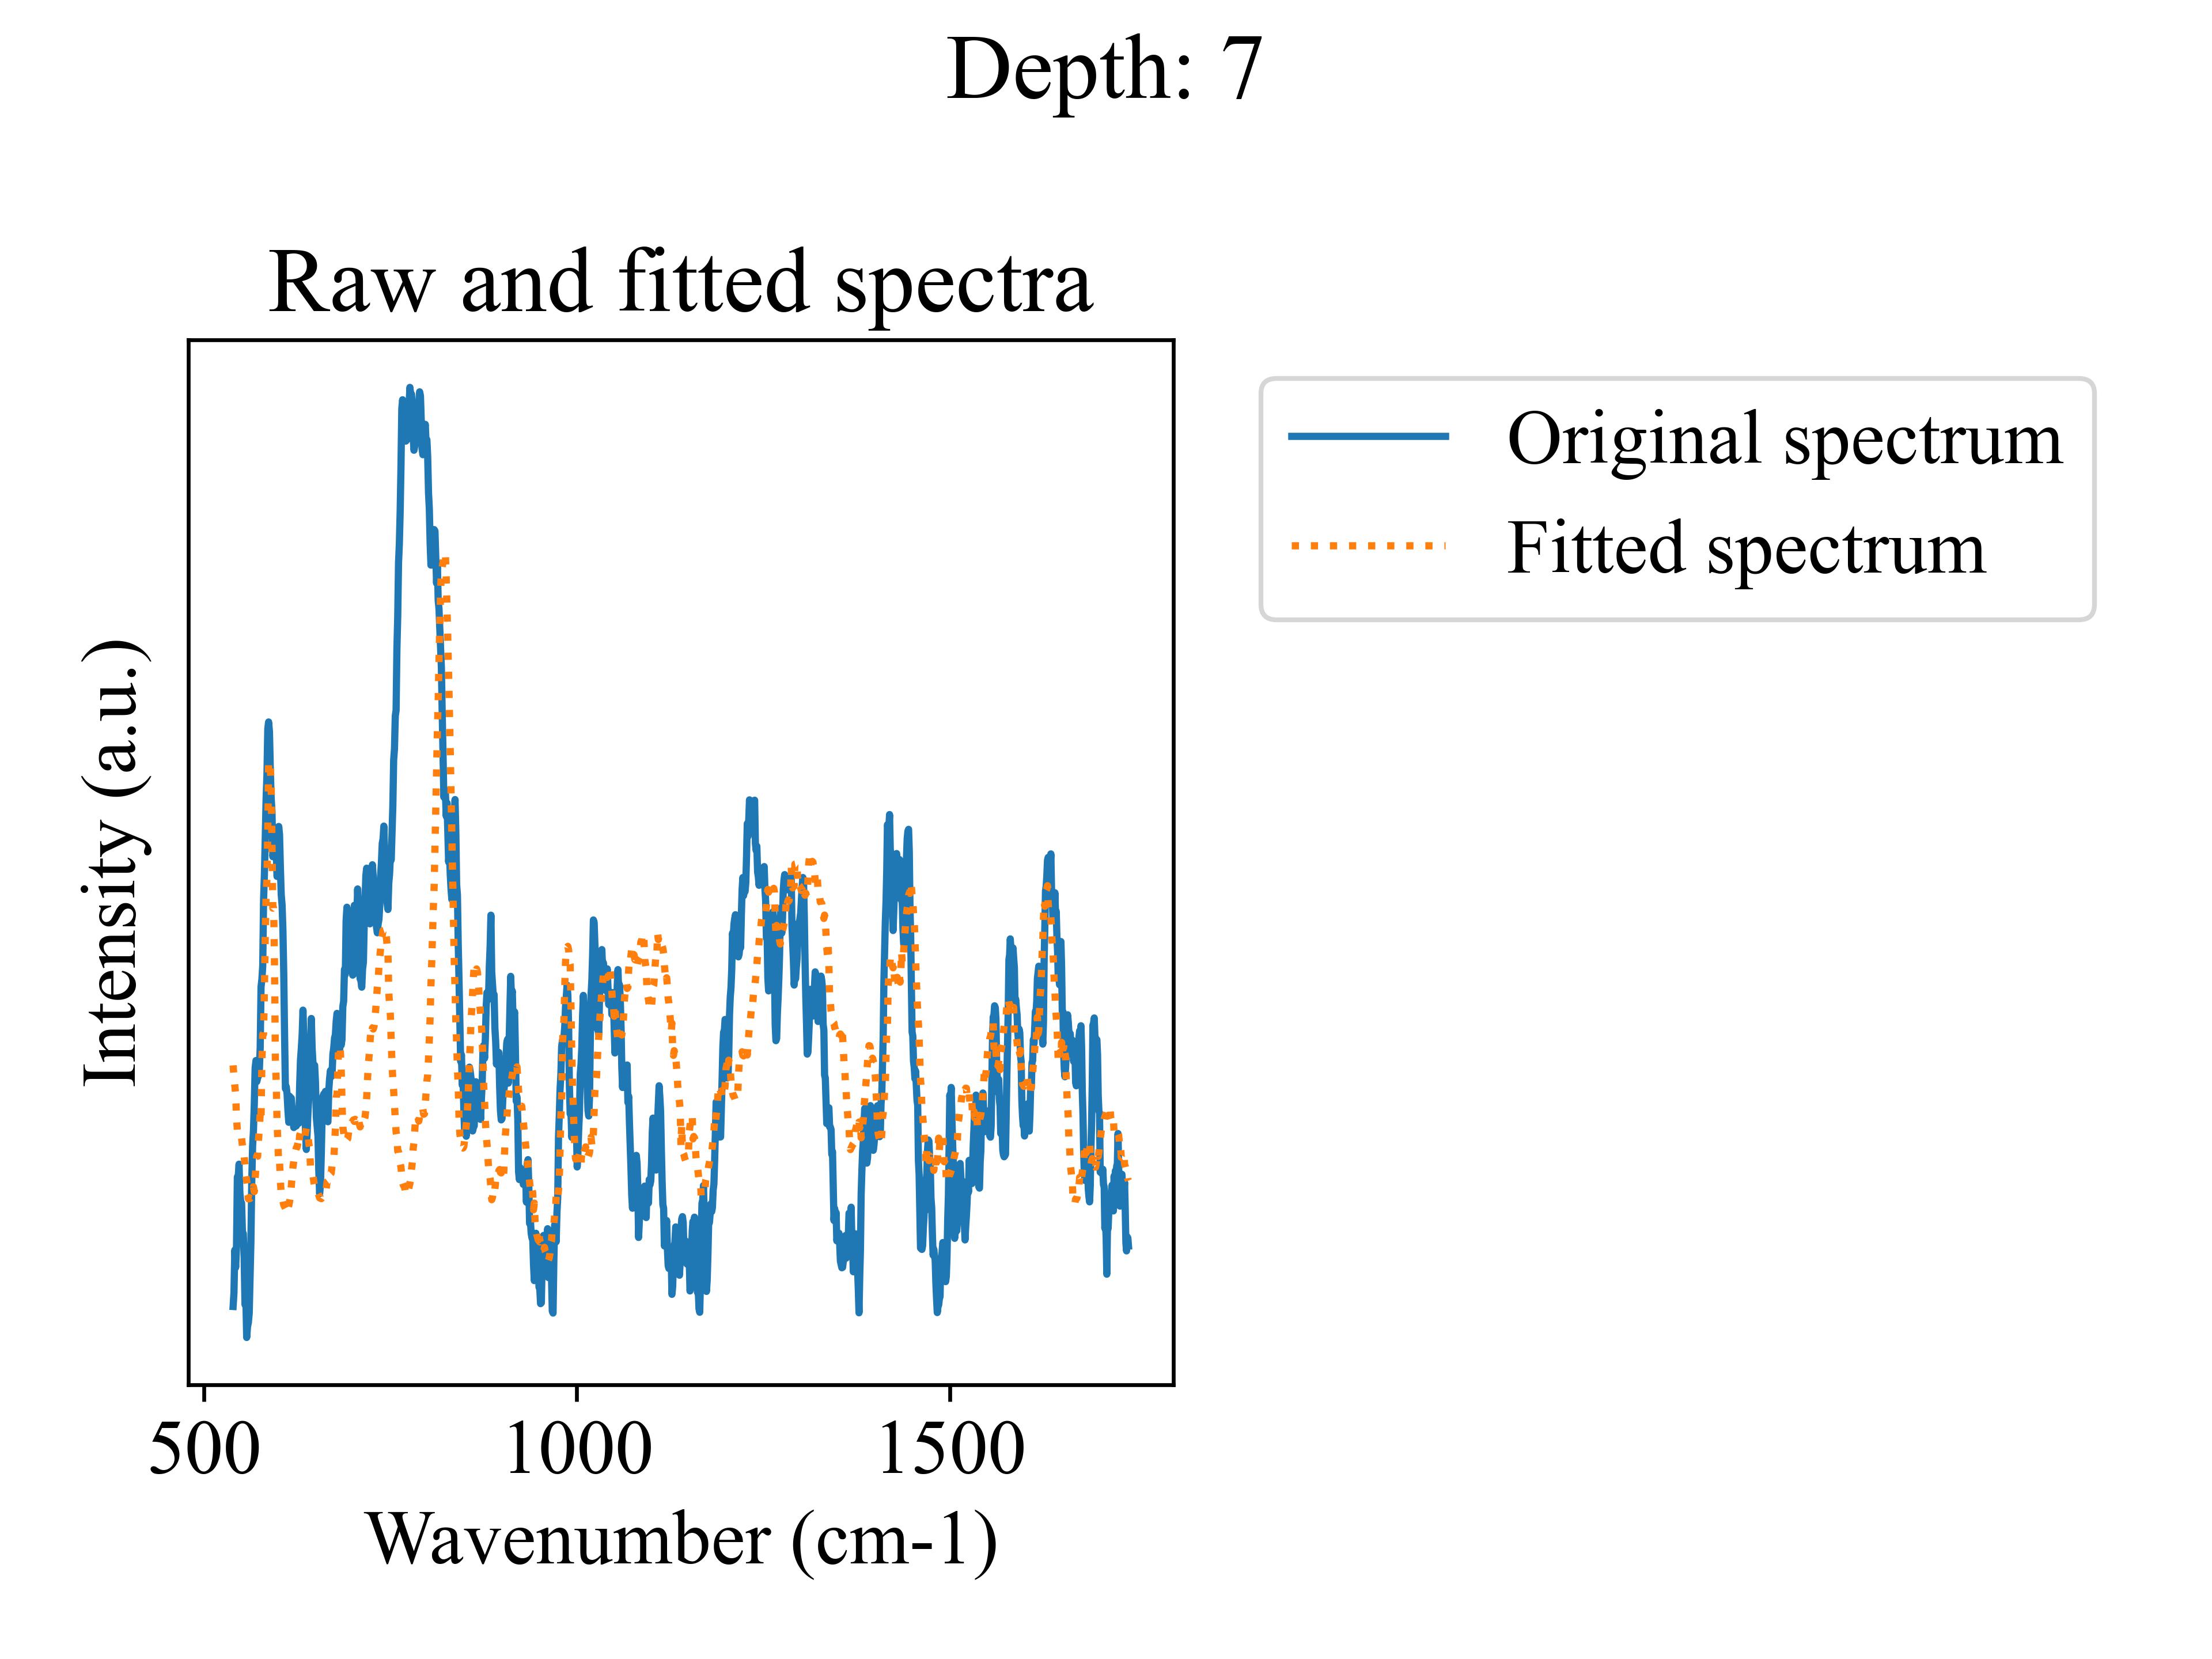 Depth: 7
Raw and fitted spectra
Original spectrum
Fitted spectrum
Intensity (a.u.)
500 1000 1500
Wavenumber (cm-1)